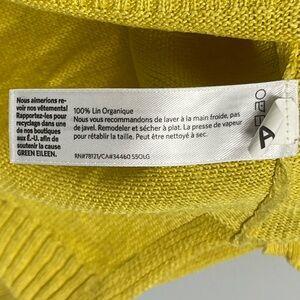 Nous aimerions re-
voir nos vêtements!
Rapportez-les pour
recyclage dans une
de nos boutiques
aux É.-U. afin de
soutenir la cause
GREEN EILEEN.
100% Lin Organique
Nous vous recommandons de laver à la main froide, pas
de javel. Remodeler et sécher à plat. La presse de vapeur
pour rétablir la taille. Peut être nettoyé à sec.
RN#78121/CA#34460 S5OLG